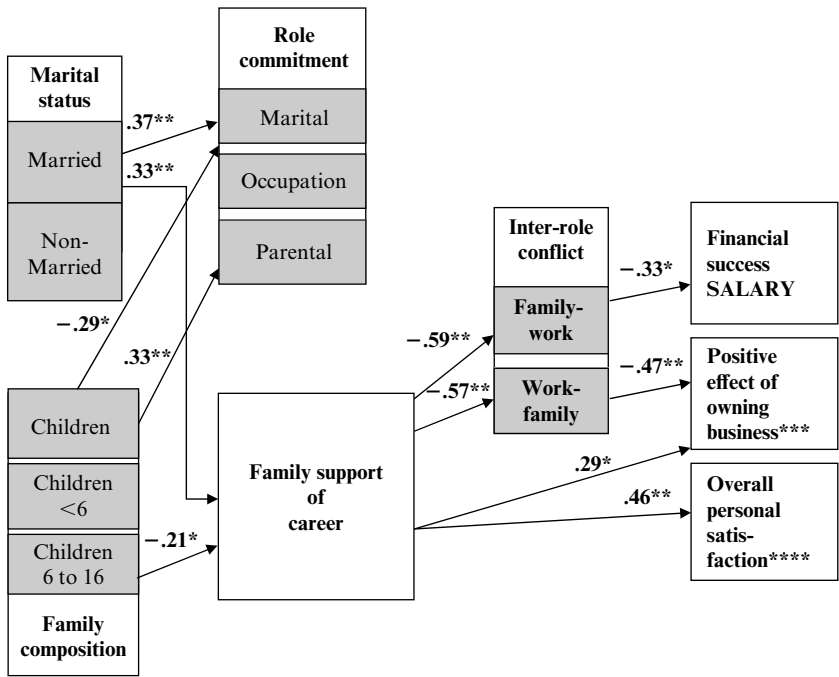 Marital
status
Married
Non-
Married
.37**
.33**
Role
commitment
Marital
Occupation
Parental
−.29*
.33**
Children
Children
<6
Children
6 to 16
Family
composition
−.21*
Family support
of
career
−.59**
−.57**
Inter-role
conflict
Family-
work
Work-
family
−.33*
−.47**
.29*
.46**
Financial
success
SALARY
Positive
effect of
owning
business***
Overall
personal
satis-
faction****